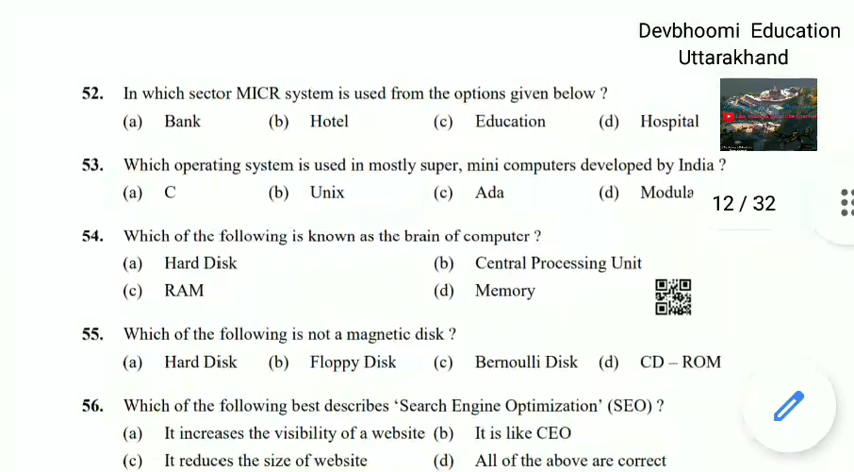 Devbhoomi Education
Uttarakhand
52. In which sector MICR system is used from the options given below ?
(a) Bank (b) Hotel (c) Education (d) Hospital
53. Which operating system is used in mostly super, mini computers developed by India ?
(a) C (b) Unix (c) Ada (d) Modula
12 / 32
54. Which of the following is known as the brain of computer ?
(a) Hard Disk (b) Central Processing Unit
(c) RAM (d) Memory
55. Which of the following is not a magnetic disk ?
(a) Hard Disk (b) Floppy Disk (c) Bernoulli Disk (d) CD – ROM
56. Which of the following best describes ‘Search Engine Optimization’ (SEO) ?
(a) It increases the visibility of a website (b) It is like CEO
(c) It reduces the size of website (d) All of the above are correct